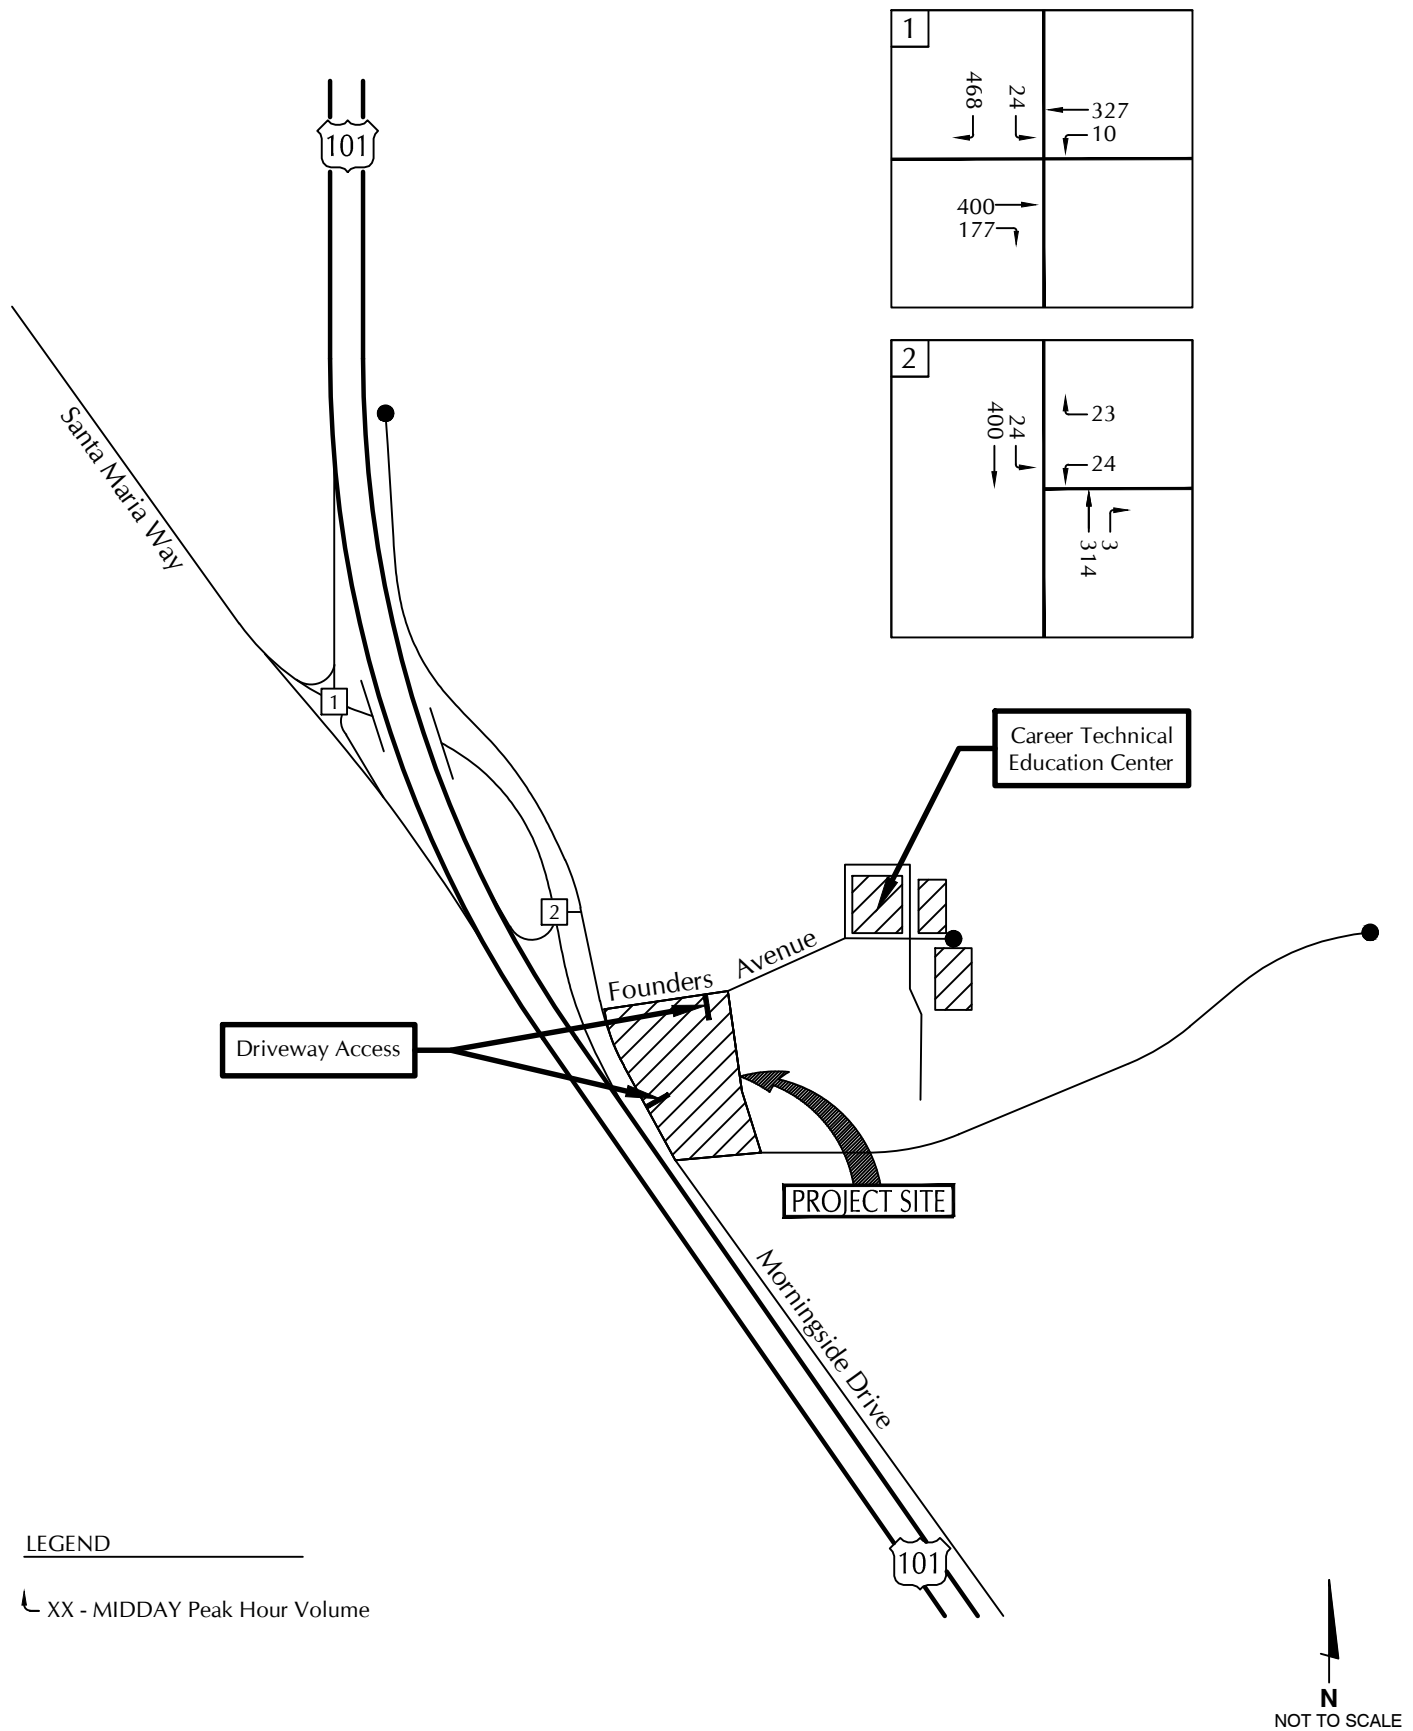 1
468
24
327
10
400
177
101
2
400
24
23
24
314
3
Santa Maria Way
1
Career Technical
Education Center
2
Founders Avenue
Driveway Access
PROJECT SITE
Morningside Drive
101
LEGEND
XX - MIDDAY Peak Hour Volume
N
NOT TO SCALE